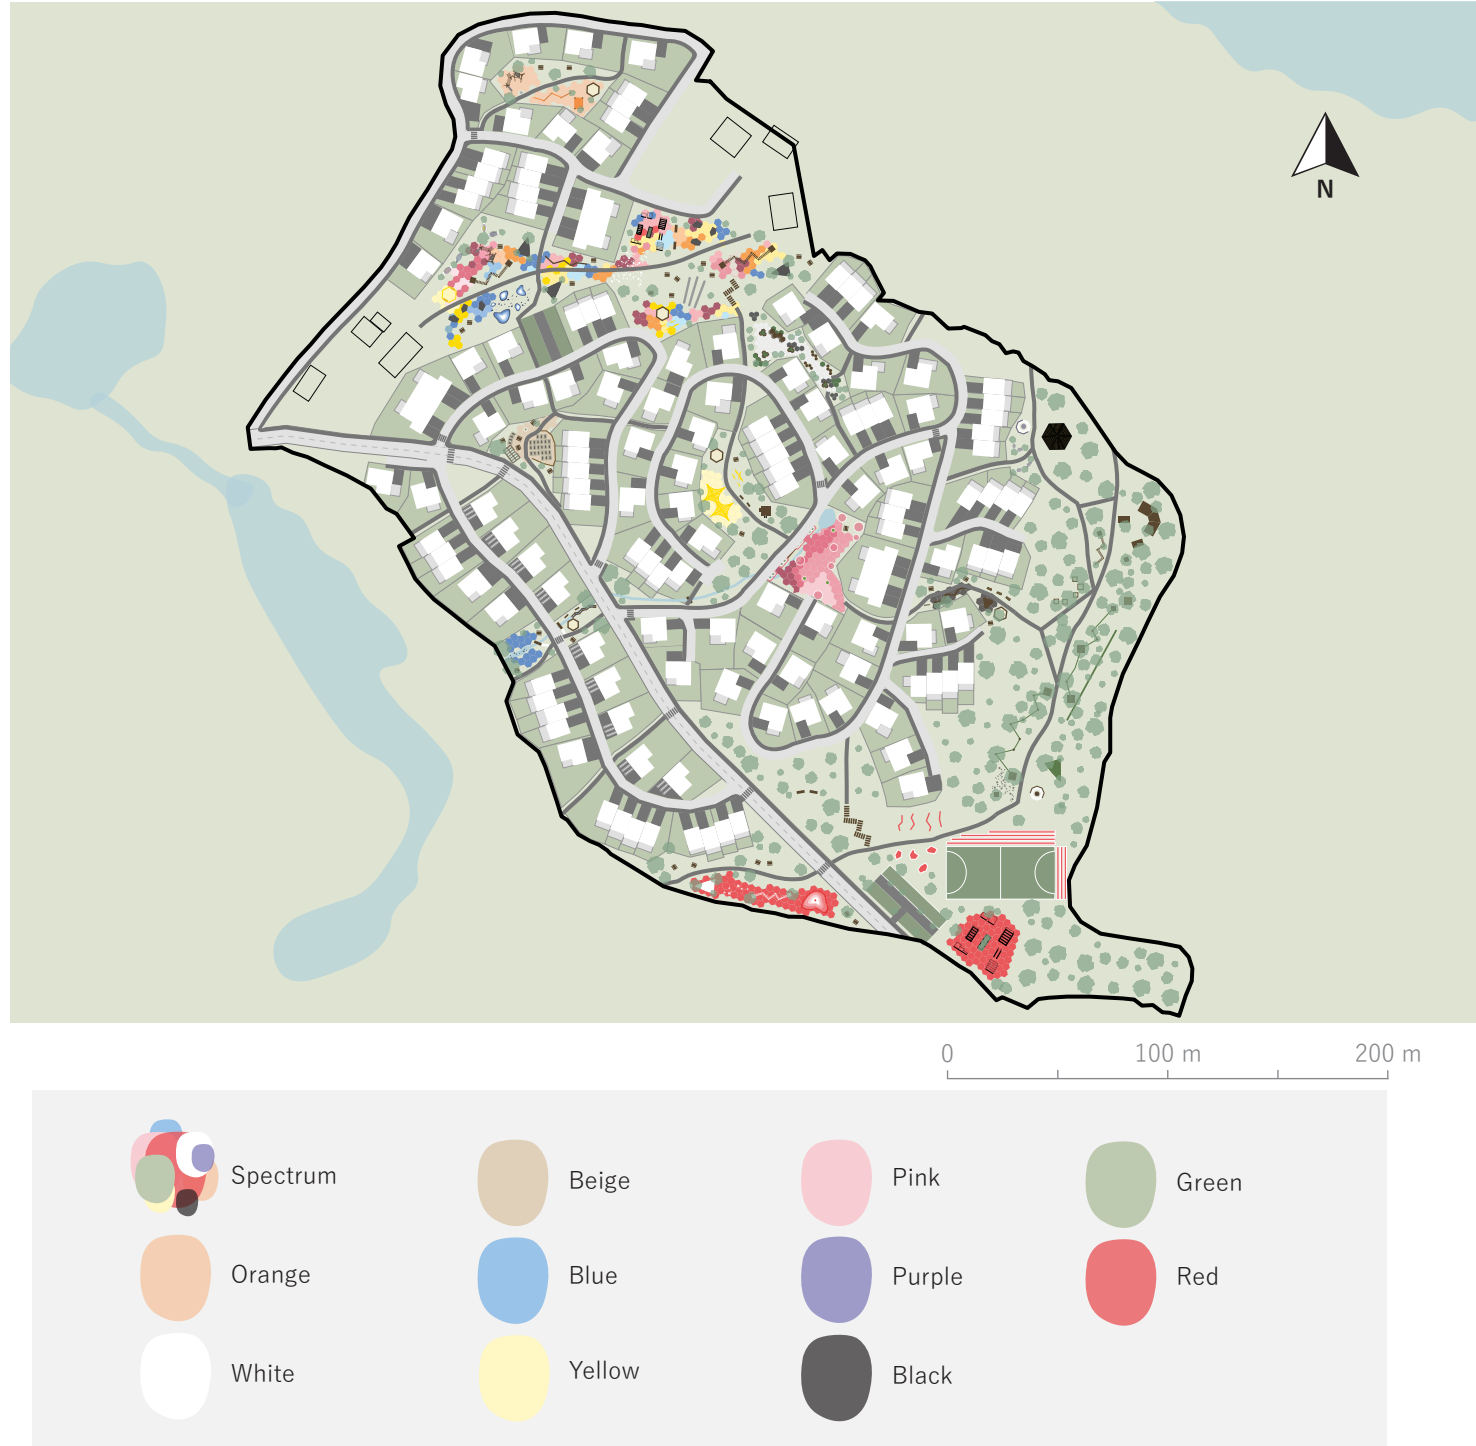 N
0 100 m 200 m
Spectrum Beige Pink Green
Orange Blue Purple Red
White Yellow Black